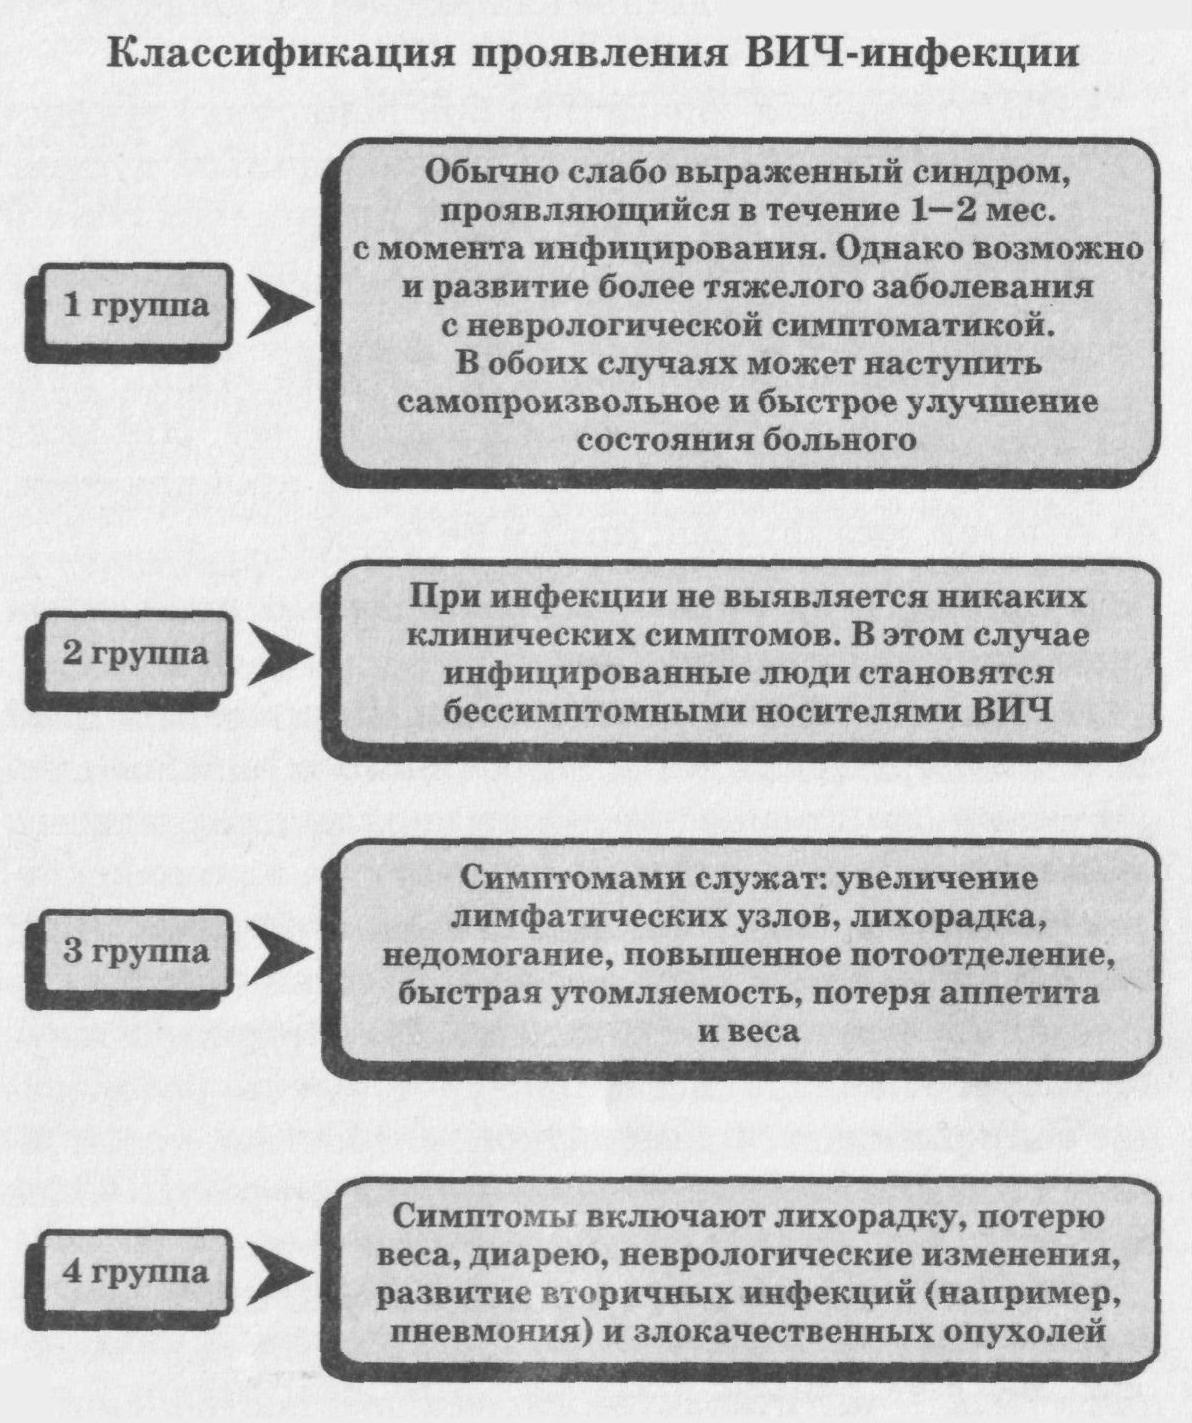 Классификация проявления ВИЧ-инфекции
1 группа
Обычно слабо выраженный синдром,
проявляющийся в течение 1—2 мес.
с момента инфицирования. Однако возможно
и развитие более тяжелого заболевания
с неврологической симптоматикой.
В обоих случаях может наступить
самопроизвольное и быстрое улучшение
состояния больного
2 группа
При инфекции не выявляется никаких
клинических симптомов. В этом случае
инфицированные люди становятся
бессимптомными носителями ВИЧ
3 группа
Симптомами служат: увеличение
лимфатических узлов, лихорадка,
недомогание, повышенное потоотделение,
быстрая утомляемость, потеря аппетита
и веса
4 группа
Симптомы включают лихорадку, потерю
веса, диарею, неврологические изменения,
развитие вторичных инфекций (например,
пневмония) и злокачественных опухолей